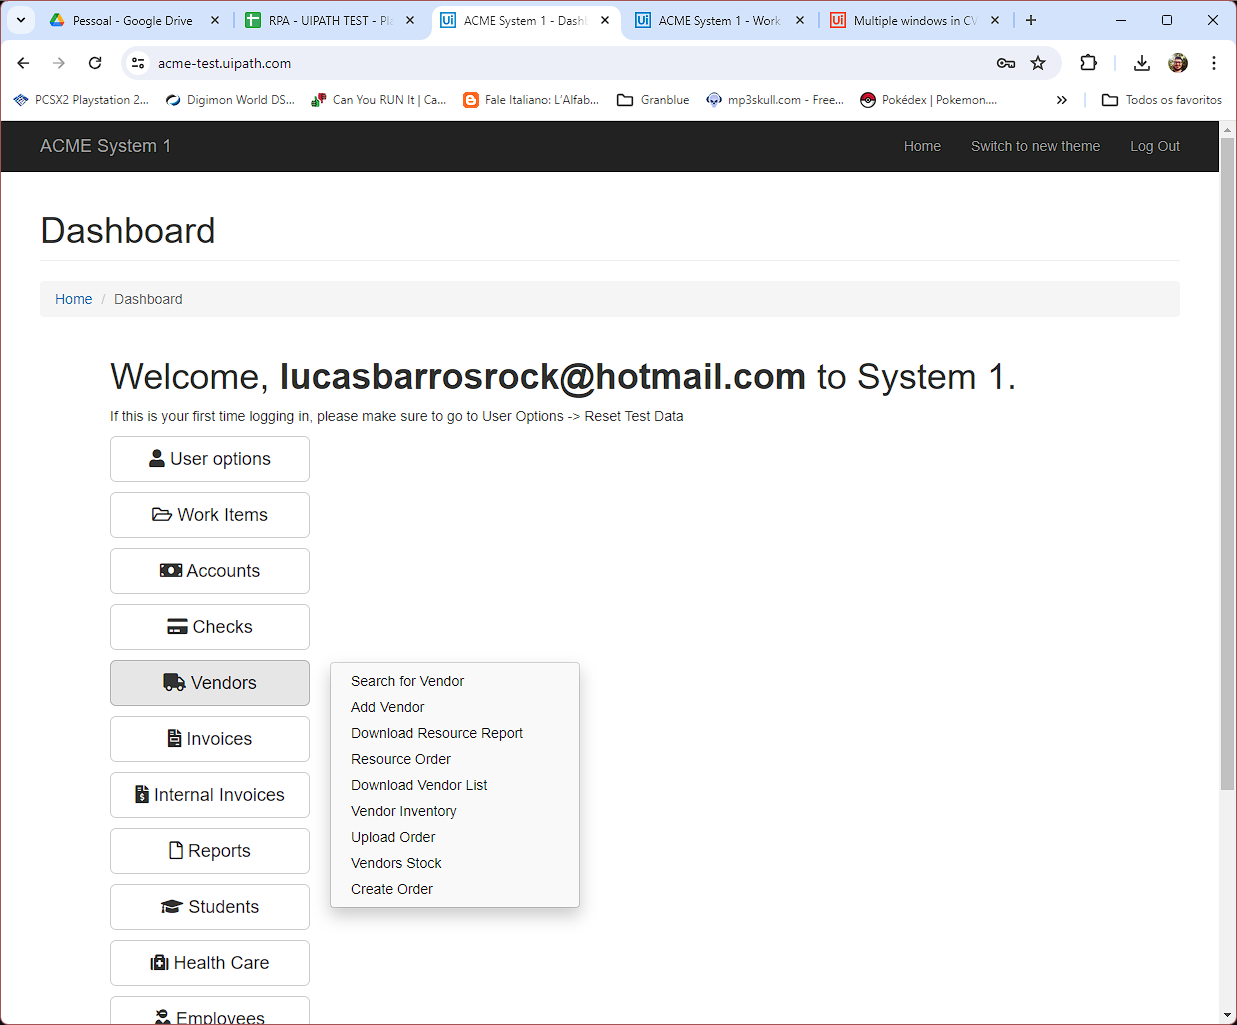 Pessoal - Google Drive
RPA - UIPATH TEST - Pla
ACME System 1 - Dash
ACME System 1 - Work
Multiple windows in CV
acme-test.uipath.com
PCSX2 Playstation 2...
Digimon World DS...
Can You RUN It | Ca...
Fale Italiano: L'Alfab...
Granblue
mp3skull.com - Free...
Pokédex | Pokemon....
Todos os favoritos
ACME System 1
Home
Switch to new theme
Log Out
Dashboard
Home / Dashboard
Welcome, lucasbarrosrock@hotmail.com to System 1.
If this is your first time logging in, please make sure to go to User Options -> Reset Test Data
User options
Work Items
Accounts
Checks
Vendors
Search for Vendor
Add Vendor
Download Resource Report
Resource Order
Download Vendor List
Vendor Inventory
Upload Order
Vendors Stock
Create Order
Invoices
Internal Invoices
Reports
Students
Health Care
Employees